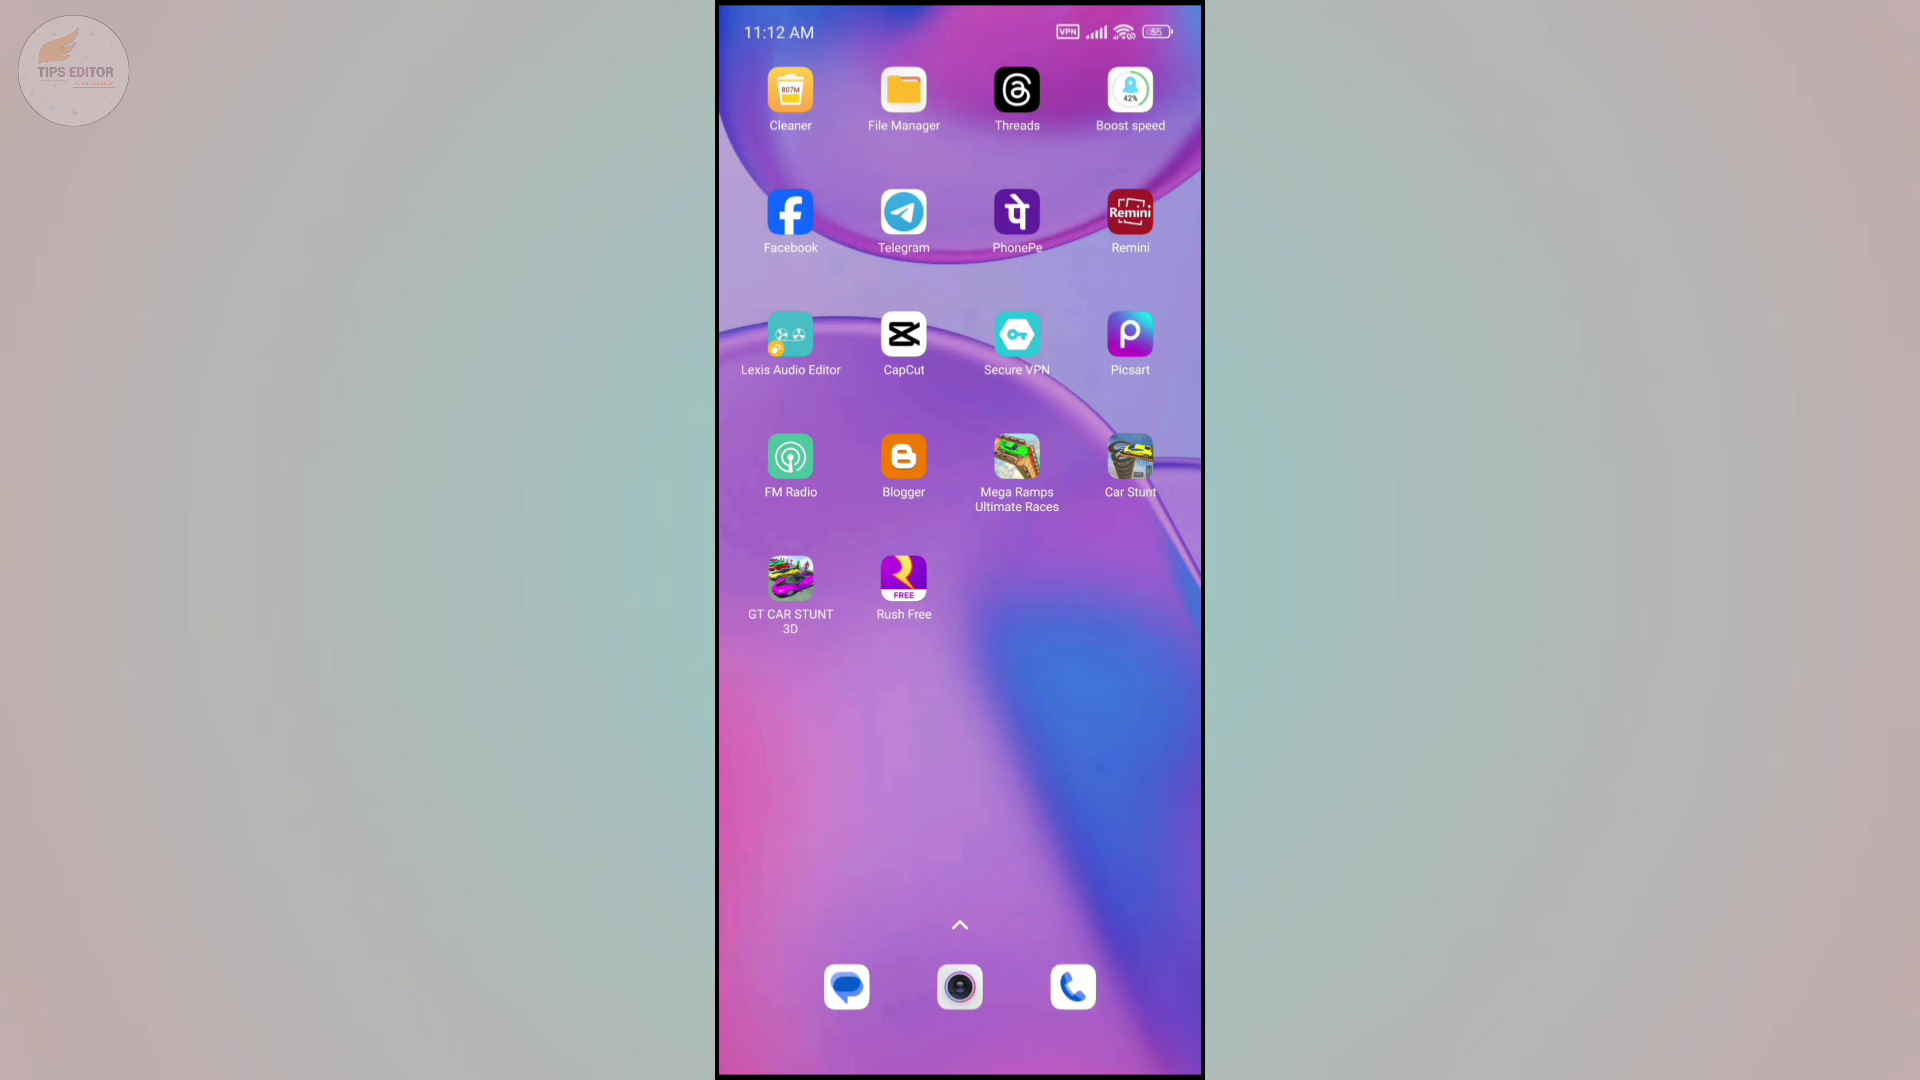 TIPS EDITOR
11:12 AM
VPN
55
807M
42%
Cleaner
File Manager
Threads
Boost speed
Remini
Facebook
Telegram
PhonePe
Remini
Lexis Audio Editor
CapCut
Secure VPN
Picsart
FM Radio
Blogger
Mega Ramps
Ultimate Races
Car Stunt
FREE
GT CAR STUNT
3D
Rush Free